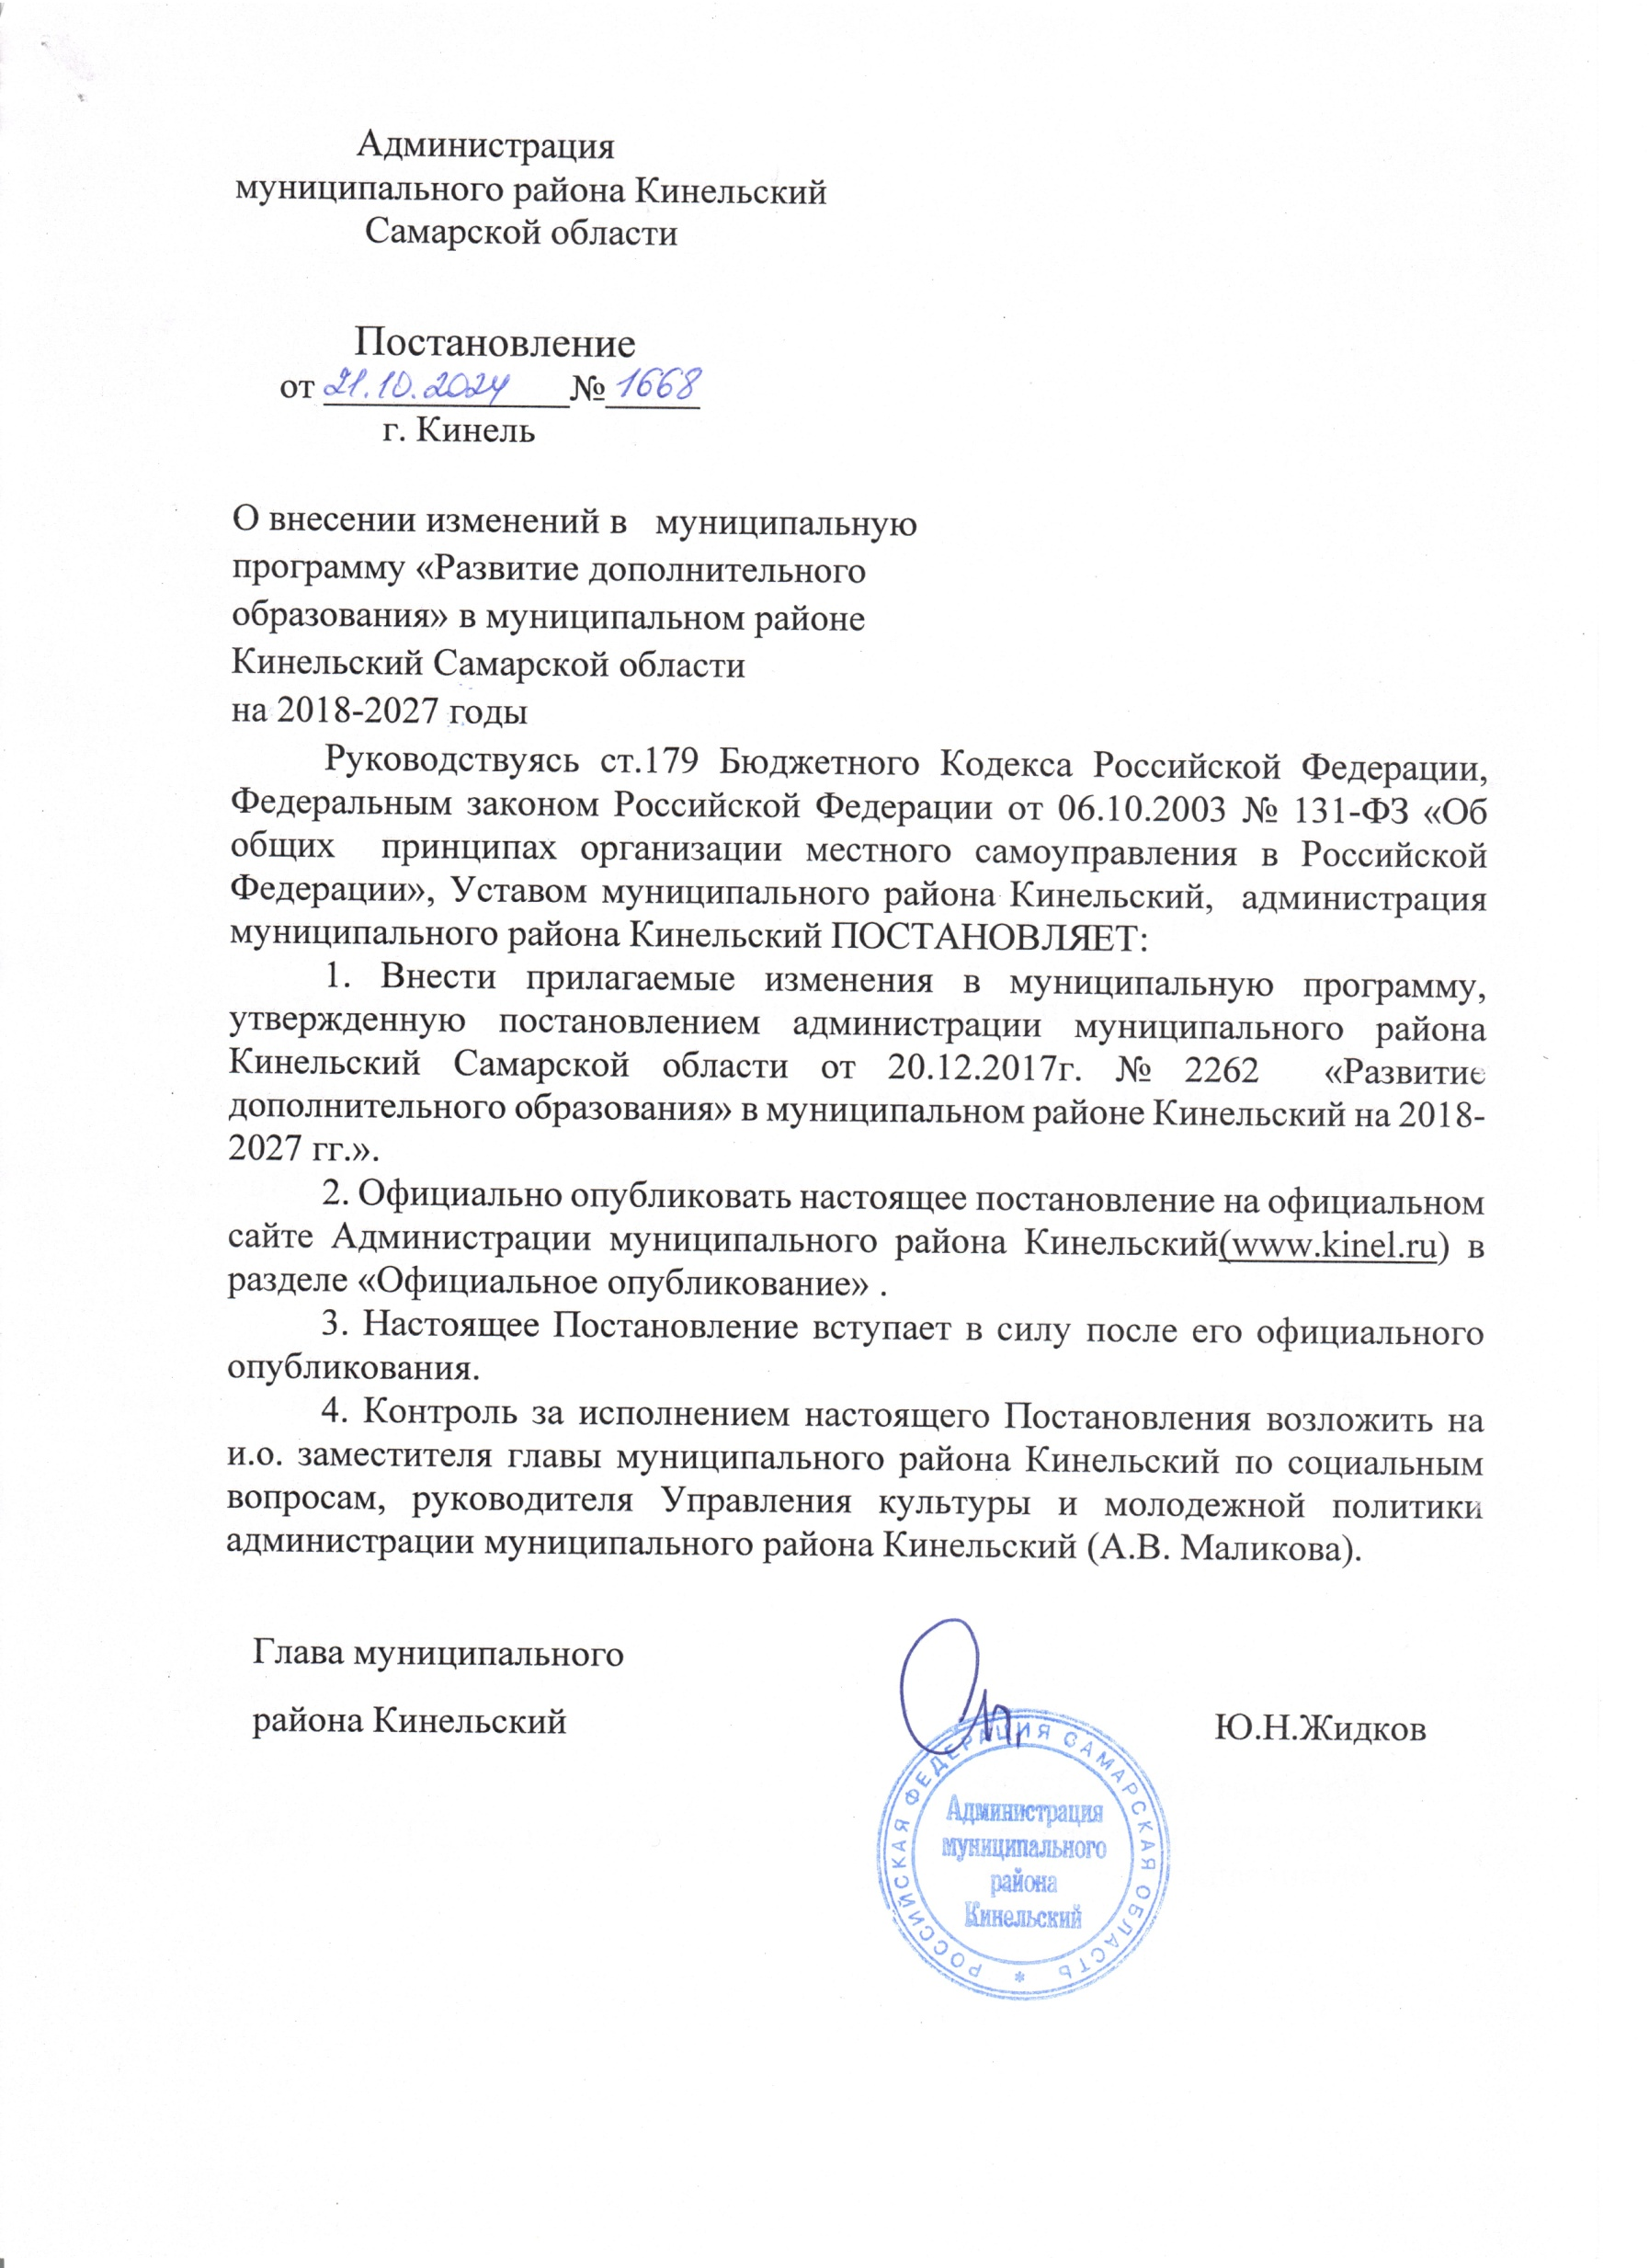 Администрация
муниципального района Кинельский
Самарской области
Постановление
от 21.10.2024 № 1668
г. Кинель
О внесении изменений в муниципальную
программу «Развитие дополнительного
образования» в муниципальном районе
Кинельский Самарской области
на 2018-2027 годы
Руководствуясь ст.179 Бюджетного Кодекса Российской Федерации,
Федеральным законом Российской Федерации от 06.10.2003 № 131-ФЗ «Об
общих принципах организации местного самоуправления в Российской
Федерации», Уставом муниципального района Кинельский, администрация
муниципального района Кинельский ПОСТАНОВЛЯЕТ:
1. Внести прилагаемые изменения в муниципальную программу,
утвержденную постановлением администрации муниципального района
Кинельский Самарской области от 20.12.2017г. № 2262 «Развитие
дополнительного образования» в муниципальном районе Кинельский на 2018-
2027 гг.».
2. Официально опубликовать настоящее постановление на официальном
сайте Администрации муниципального района Кинельский(www.kinel.ru) в
разделе «Официальное опубликование» .
3. Настоящее Постановление вступает в силу после его официального
опубликования.
4. Контроль за исполнением настоящего Постановления возложить на
и.о. заместителя главы муниципального района Кинельский по социальным
вопросам, руководителя Управления культуры и молодежной политики
администрации муниципального района Кинельский (А.В. Маликова).
Глава муниципального
района Кинельский
Ю.Н.Жидков
РОССИЙСКАЯ ФЕДЕРАЦИЯ САМАРСКАЯ ОБЛАСТЬ *
Администрация
муниципального
района
Кинельский